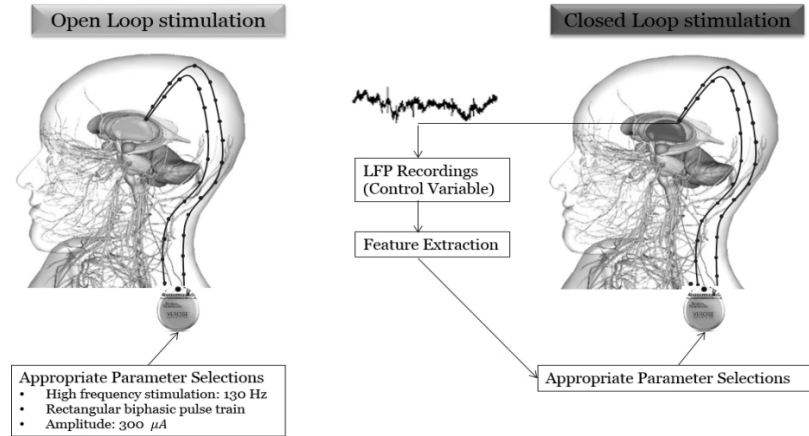 Open Loop stimulation
Closed Loop stimulation
LFP Recordings
(Control Variable)
Feature Extraction
Appropriate Parameter Selections
• High frequency stimulation: 130 Hz
• Rectangular biphasic pulse train
• Amplitude: 300 μA
Appropriate Parameter Selections